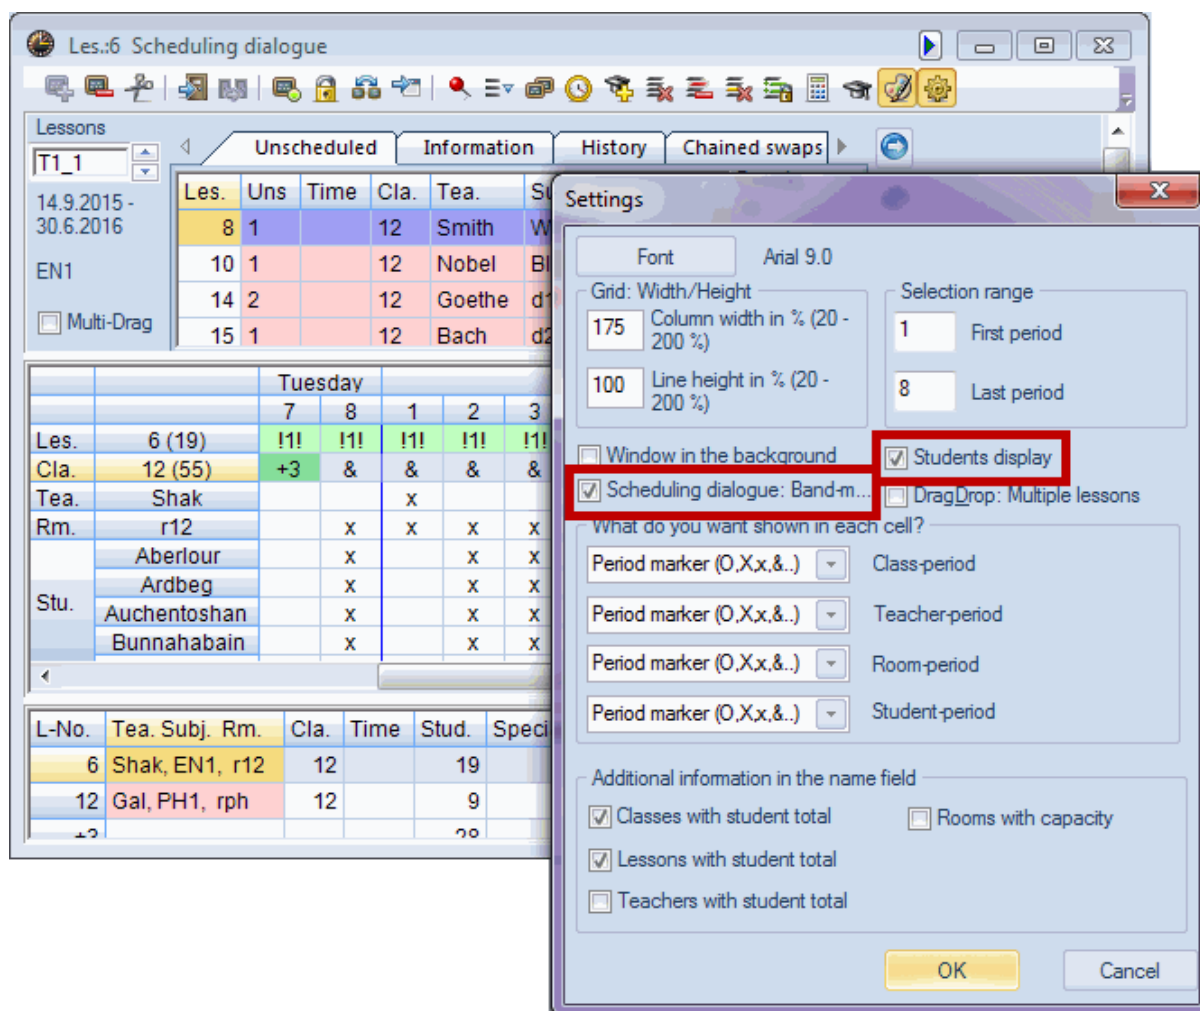 Les.:6 Scheduling dialogue
Lessons
T1_1
14.9.2015 -
30.6.2016
EN1
Multi-Drag
Unscheduled Information History Chained swaps
Les. Uns Time Cla. Tea.
8 1 12 Smith
10 1 12 Nobel
14 2 12 Goethe
15 1 12 Bach
Tuesday
7 8 1 2 3
Les. 6 (19) !1! !1! !1! !1! !1!
Cla. 12 (55) +3 & & & &
Tea. Shak x
Rm. r12 x x x x
Stu.
Aberlour x x x
Ardbeg x x x
Auchentoshan x x x
Bunnahabain x x x
L-No. Tea. Subj. Rm. Cla. Time Stud. Speci
6 Shak, EN1, r12 12 19
12 Gal, PH1, rph 12 9
Settings
Font Arial 9.0
Grid: Width/Height
175 Column width in % (20 -
200 %)
100 Line height in % (20 -
200 %)
Selection range
1 First period
8 Last period
Window in the background
Students display
Scheduling dialogue: Band-m...
DragDrop: Multiple lessons
What do you want shown in each cell?
Period marker (O,X,x,&..) Class-period
Period marker (O,X,x,&..) Teacher-period
Period marker (O,X,x,&..) Room-period
Period marker (O,X,x,&..) Student-period
Additional information in the name field
Classes with student total
Rooms with capacity
Lessons with student total
Teachers with student total
OK Cancel